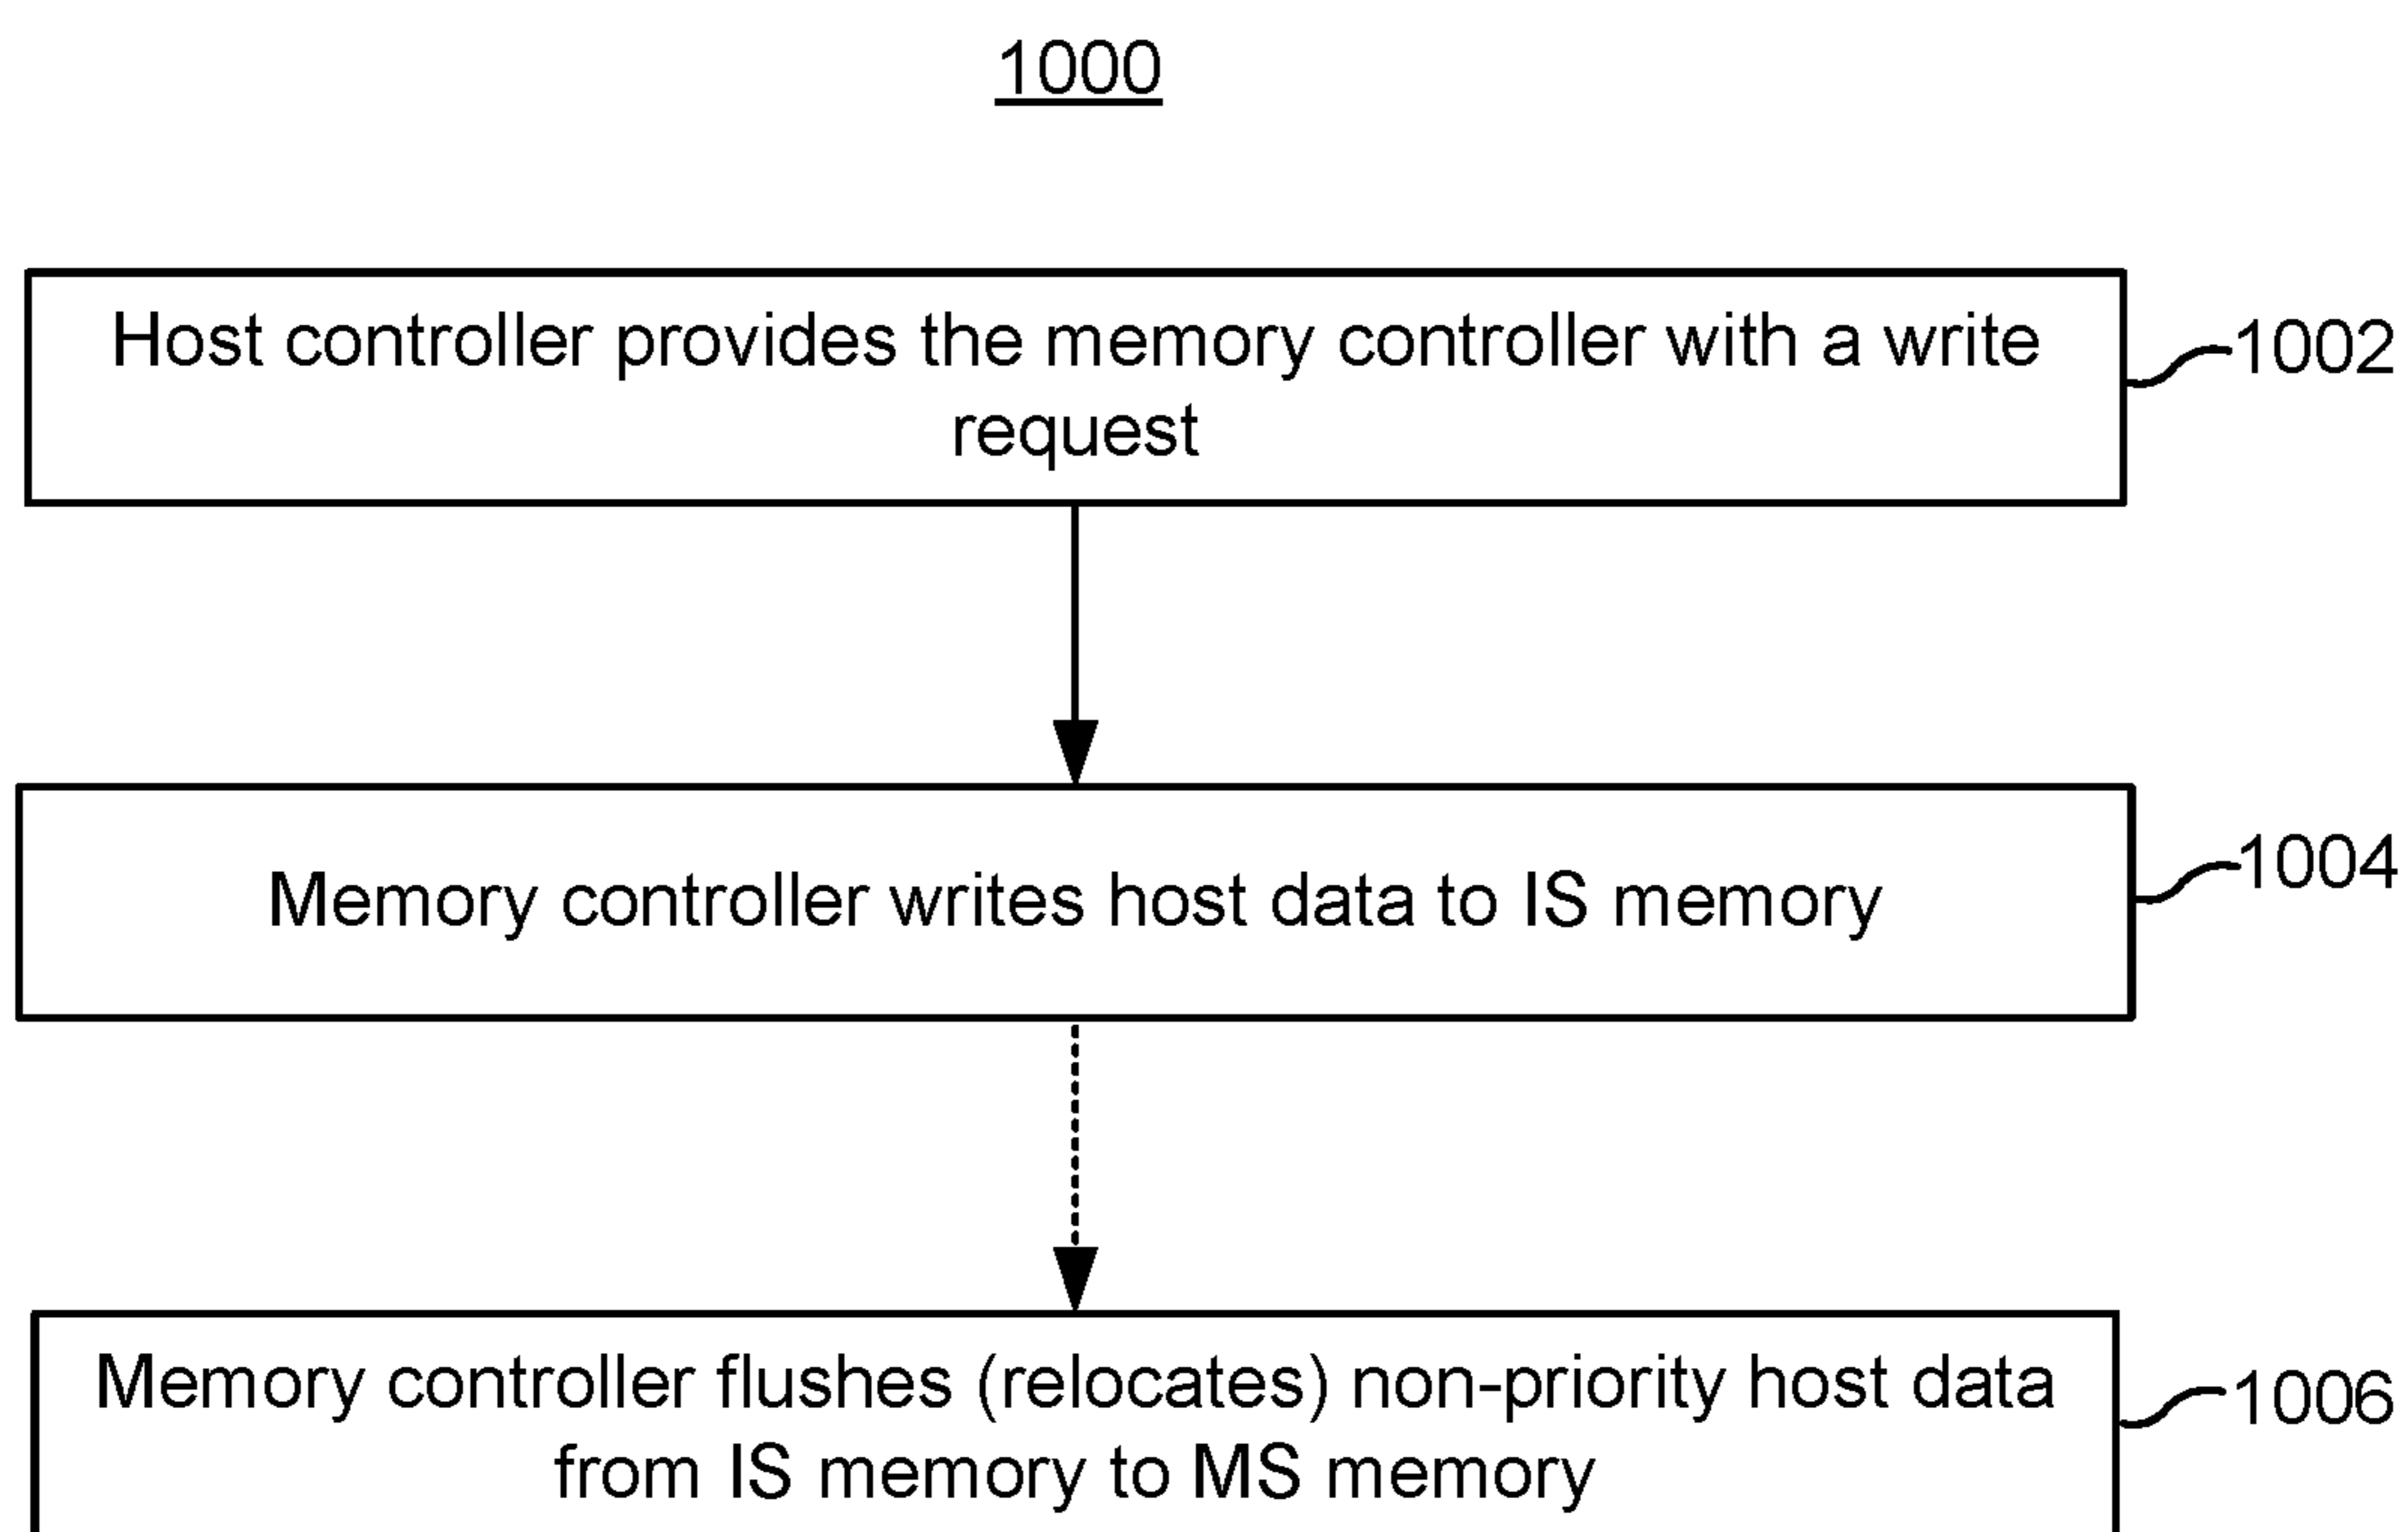 1000
Host controller provides the memory controller with a write
request
1002
Memory controller writes host data to IS memory
1004
Memory controller flushes (relocates) non-priority host data
from IS memory to MS memory
1006